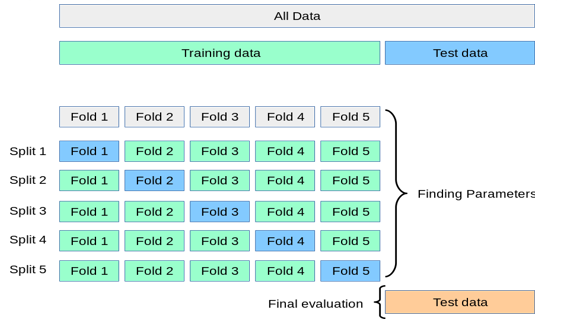 All Data
Training data Test data
Fold 1 Fold 2 Fold 3 Fold 4 Fold 5
Split 1 Fold 1 Fold 2 Fold 3 Fold 4 Fold 5
Split 2 Fold 1 Fold 2 Fold 3 Fold 4 Fold 5
Finding Parameters
Split 3 Fold 1 Fold 2 Fold 3 Fold 4 Fold 5
Split 4 Fold 1 Fold 2 Fold 3 Fold 4 Fold 5
Split 5 Fold 1 Fold 2 Fold 3 Fold 4 Fold 5
Final evaluation Test data